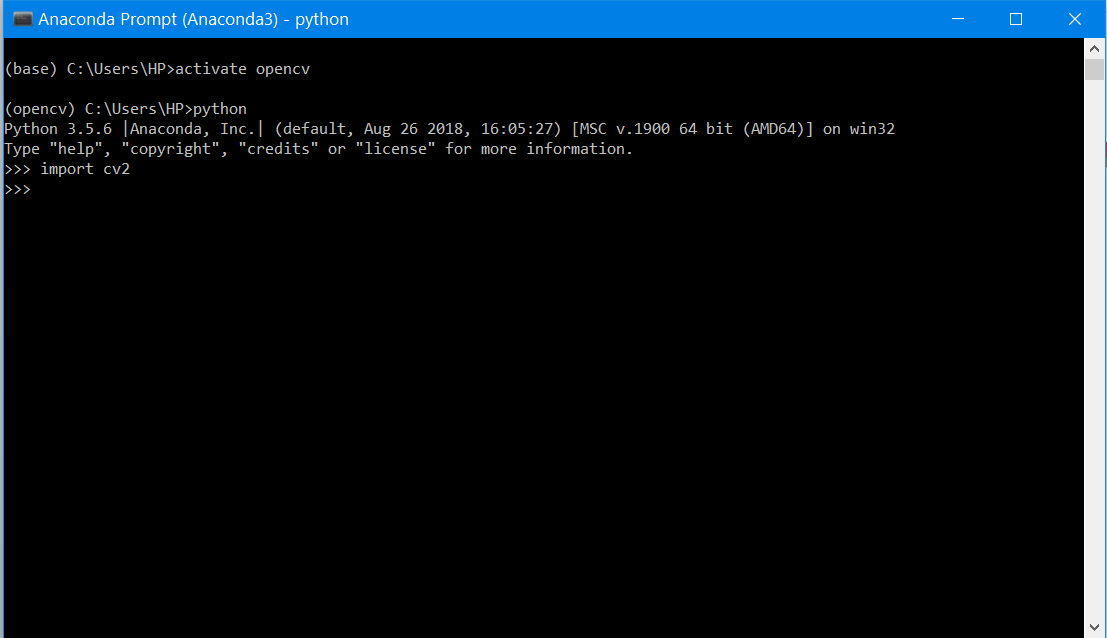 Anaconda Prompt (Anaconda3) - python
(base) C:\Users\HP>activate opencv
(opencv) C:\Users\HP>python
Python 3.5.6 |Anaconda, Inc.| (default, Aug 26 2018, 16:05:27) [MSC v.1900 64 bit (AMD64)] on win32
Type "help", "copyright", "credits" or "license" for more information.
>>> import cv2
>>>